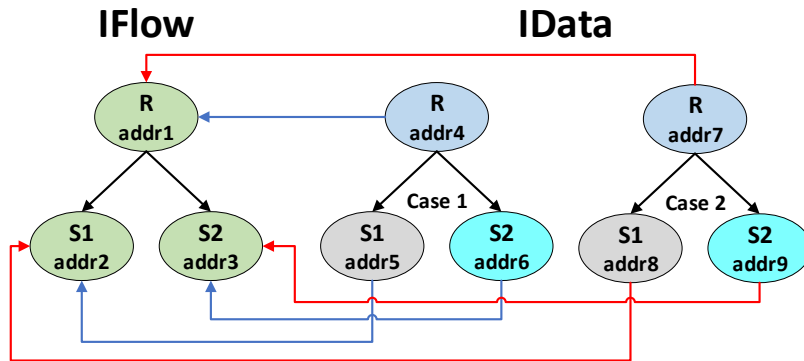 IFlow
IData
R
addr1
R
addr4
R
addr7
Case 1
Case 2
S1
addr2
S2
addr3
S1
addr5
S2
addr6
S1
addr8
S2
addr9